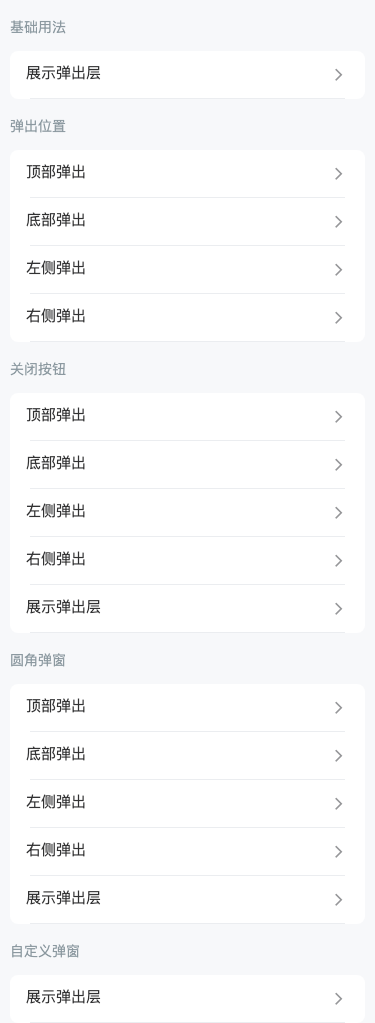 基础用法
展示弹出层
弹出位置
顶部弹出
底部弹出
左侧弹出
右侧弹出
关闭按钮
顶部弹出
底部弹出
左侧弹出
右侧弹出
展示弹出层
圆角弹窗
顶部弹出
底部弹出
左侧弹出
右侧弹出
展示弹出层
自定义弹窗
展示弹出层